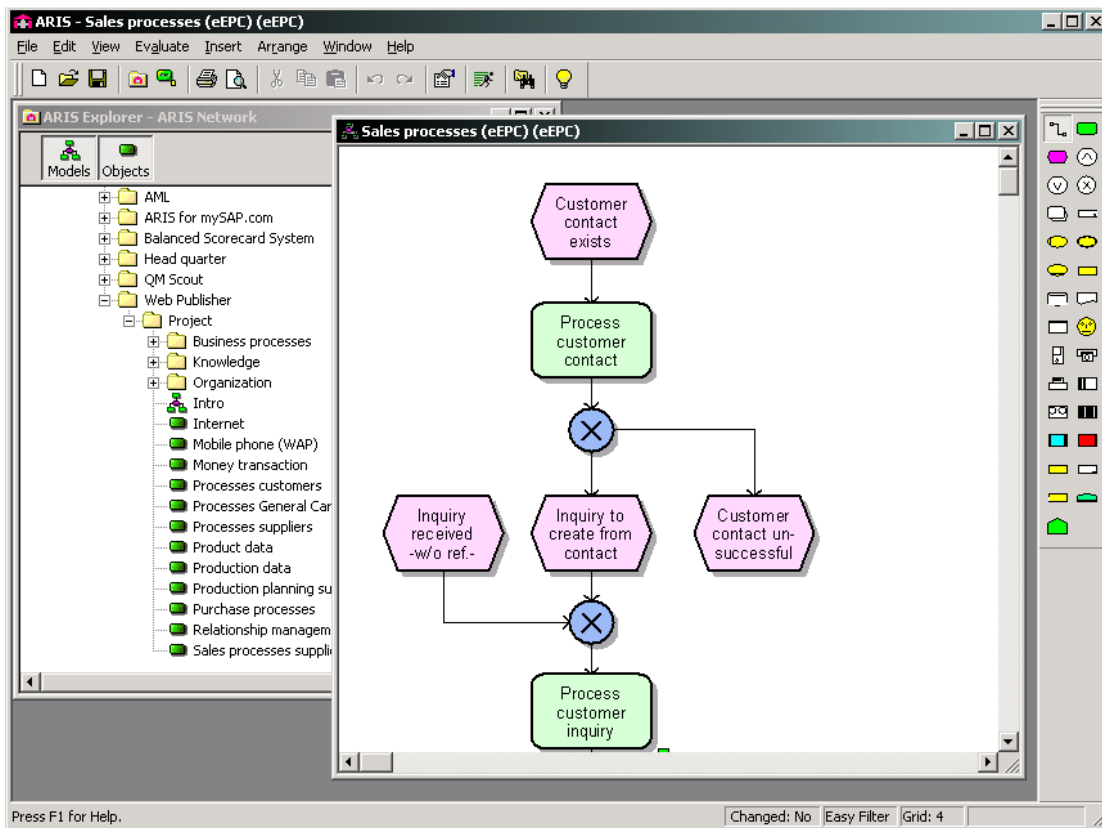 ARIS - Sales processes (eEPC) (eEPC)
File Edit View Evaluate Insert Arrange Window Help
ARIS Explorer - ARIS Network
Models Objects
AML
ARIS for mySAP.com
Balanced Scorecard System
Head quarter
QM Scout
Web Publisher
Project
Business processes
Knowledge
Organization
Intro
Internet
Mobile phone (WAP)
Money transaction
Processes customers
Processes General Car
Processes suppliers
Product data
Production data
Production planning su
Purchase processes
Relationship managem
Sales processes suppli
Sales processes (eEPC) (eEPC)
Customer
contact
exists
Process
customer
contact
Inquiry
received
-w/o ref.-
Inquiry to
create from
contact
Customer
contact un-
successful
Process
customer
inquiry
Press F1 for Help.
Changed: No Easy Filter Grid: 4